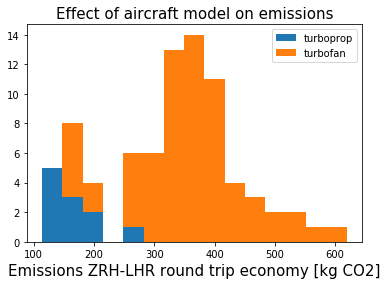 Effect of aircraft model on emissions
turboprop
turbofan
14
12
10
8
6
4
2
0
100 200 300 400 500 600
Emissions ZRH-LHR round trip economy [kg CO2]